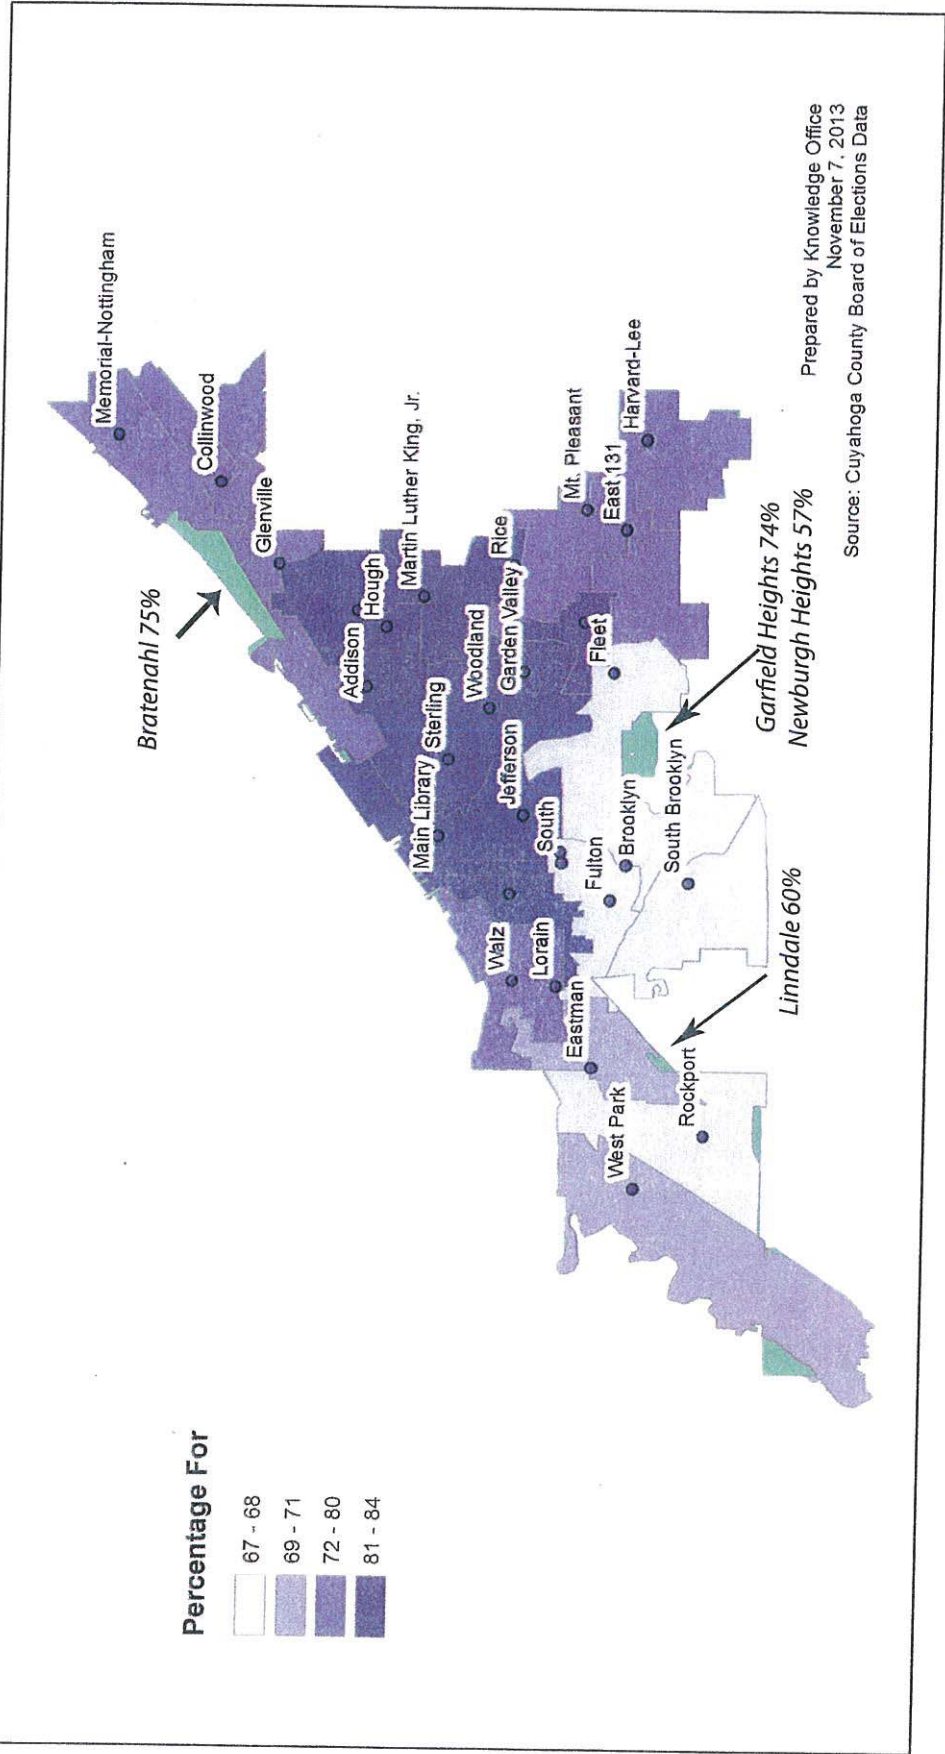 Percentage For
67 - 68
69 - 71
72 - 80
81 - 84
Bratenahl 75%
Memorial-Nottingham
Collinwood
Glenville
Addison
Hough
Martin Luther King, Jr.
Main Library
Sterling
Woodland
Rice
Garden Valley
Jefferson
Walz
Lorain
South
Mt. Pleasant
East 131
Harvard-Lee
Fleet
Eastman
Fulton
Brooklyn
West Park
South Brooklyn
Rockport
Linndale 60%
Garfield Heights 74%
Newburgh Heights 57%
Prepared by Knowledge Office
November 7, 2013
Source: Cuyahoga County Board of Elections Data